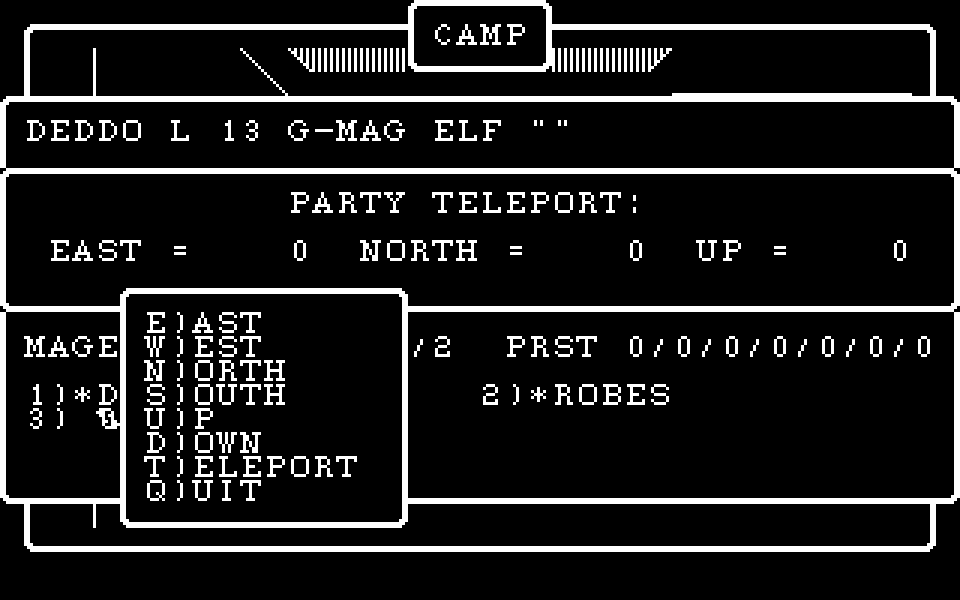 CAMP
DEDDO L 13 G-MAG ELF ""
PARTY TELEPORT:
EAST = 0 NORTH = 0 UP = 0
MAGE /2 PRST 0/0/0/0/0/0/0
1)*D 2)*ROBES
3)
E)AST
W)EST
N)ORTH
S)OUTH
U)P
D)OWN
T)ELEPORT
Q)UIT